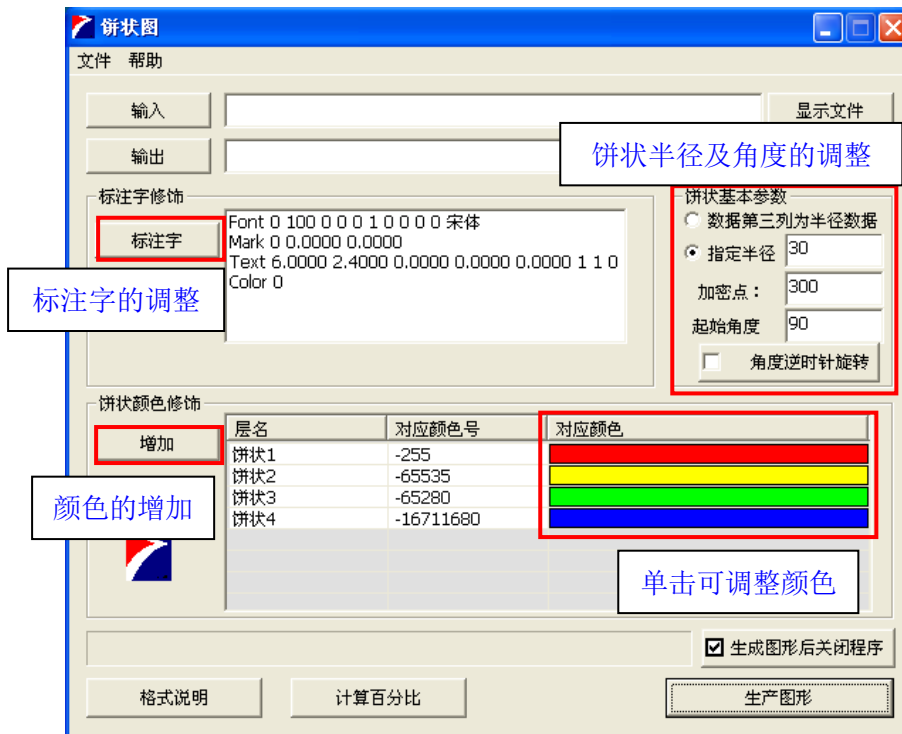 饼状图
文件 帮助
输入
显示文件
输出
饼状半径及角度的调整
标注字修饰
标注字
Font 0 100 0 0 0 1 0 0 0 0 宋体
Mark 0 0.0000 0.0000
Text 6.0000 2.4000 0.0000 0.0000 0.0000 1 1 0
Color 0
标注字的调整
饼状基本参数
数据第三列为半径数据
指定半径 30
加密点： 300
起始角度 90
角度逆时针旋转
饼状颜色修饰
增加
层名 对应颜色号 对应颜色
饼状1 -255
饼状2 -65535
饼状3 -65280
饼状4 -16711680
颜色的增加
单击可调整颜色
生成图形后关闭程序
格式说明
计算百分比
生产图形